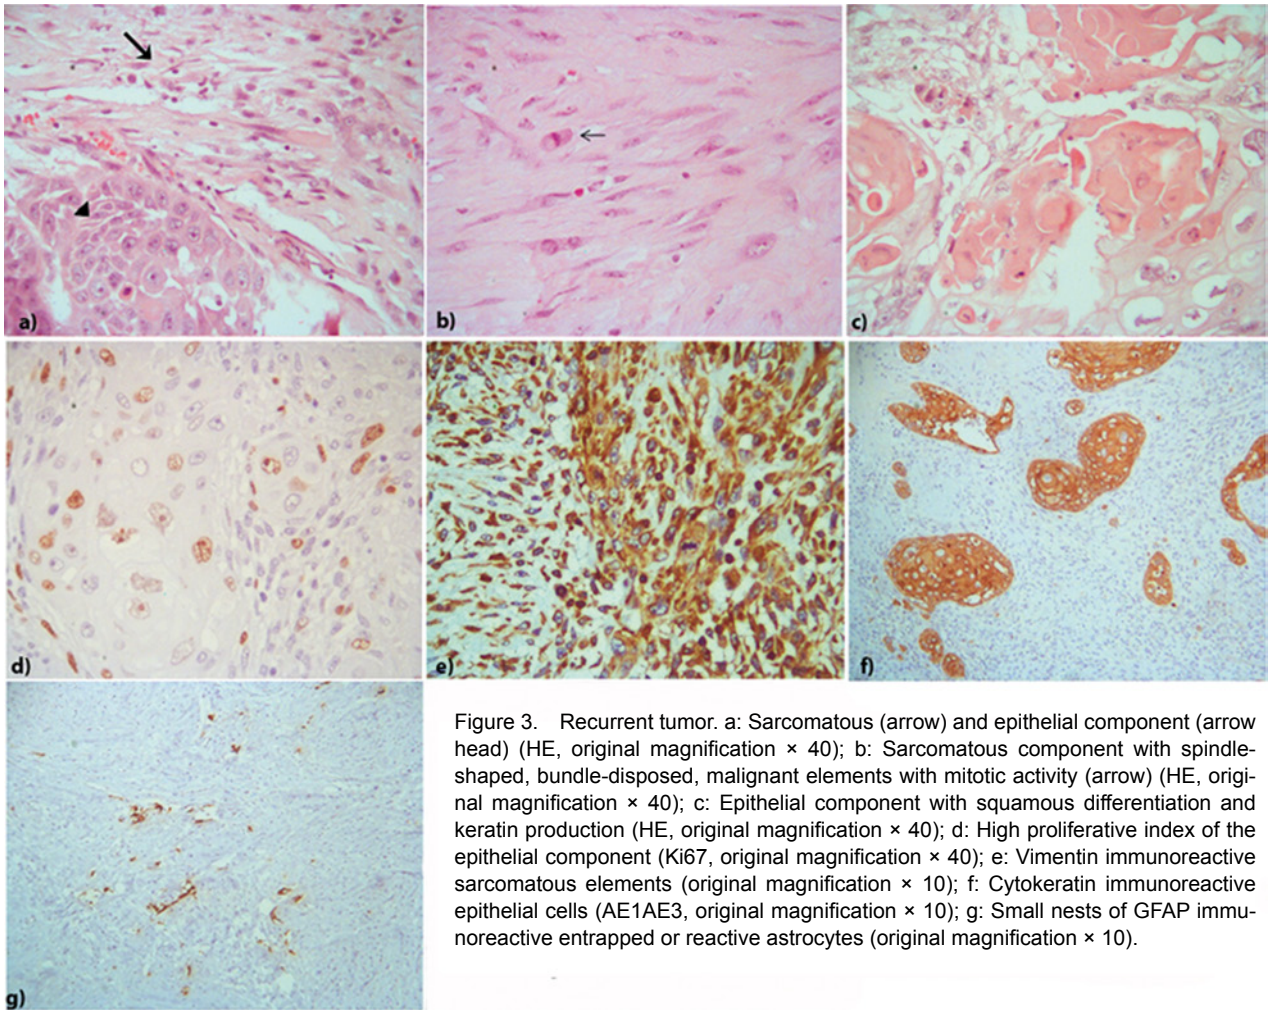 a)
b)
c)
d)
e)
f)
g)
Figure 3. Recurrent tumor. a: Sarcomatous (arrow) and epithelial component (arrow
head) (HE, original magnification × 40); b: Sarcomatous component with spindle-
shaped, bundle-disposed, malignant elements with mitotic activity (arrow) (HE, origi-
nal magnification × 40); c: Epithelial component with squamous differentiation and
keratin production (HE, original magnification × 40); d: High proliferative index of the
epithelial component (Ki67, original magnification × 40); e: Vimentin immunoreactive
sarcomatous elements (original magnification × 10); f: Cytokeratin immunoreactive
epithelial cells (AE1AE3, original magnification × 10); g: Small nests of GFAP immu-
noreactive entrapped or reactive astrocytes (original magnification × 10).